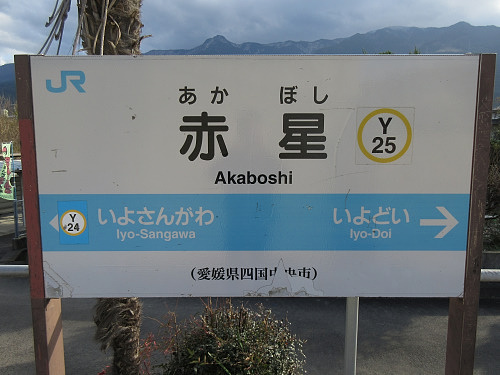 JR
あか ぼし
赤星
Y
25
Akaboshi
Y
24
いよさんがわ
Iyo-Sangawa
いよどい
Iyo-Doi
(愛媛県四国中央市)